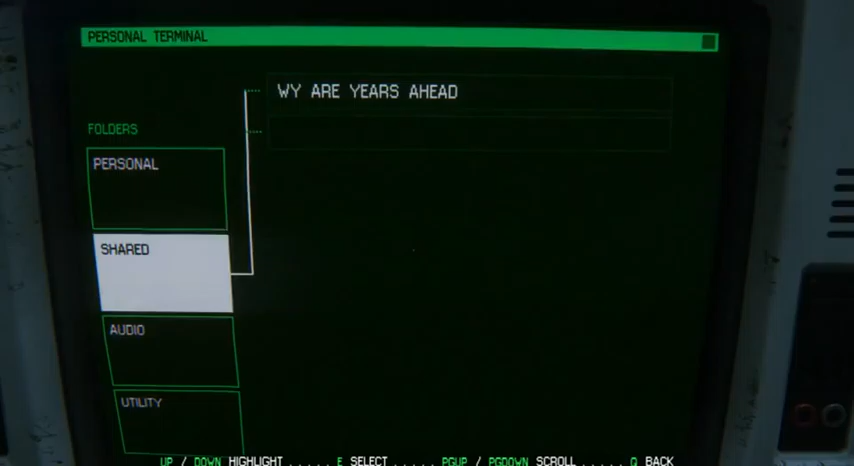 PERSONAL TERMINAL
WY ARE YEARS AHEAD
FOLDERS
PERSONAL
SHARED
AUDIO
UTILITY
UP / DOWN HIGHLIGHT ..... E SELECT ..... PGUP / PGDOWN SCROLL ..... Q BACK